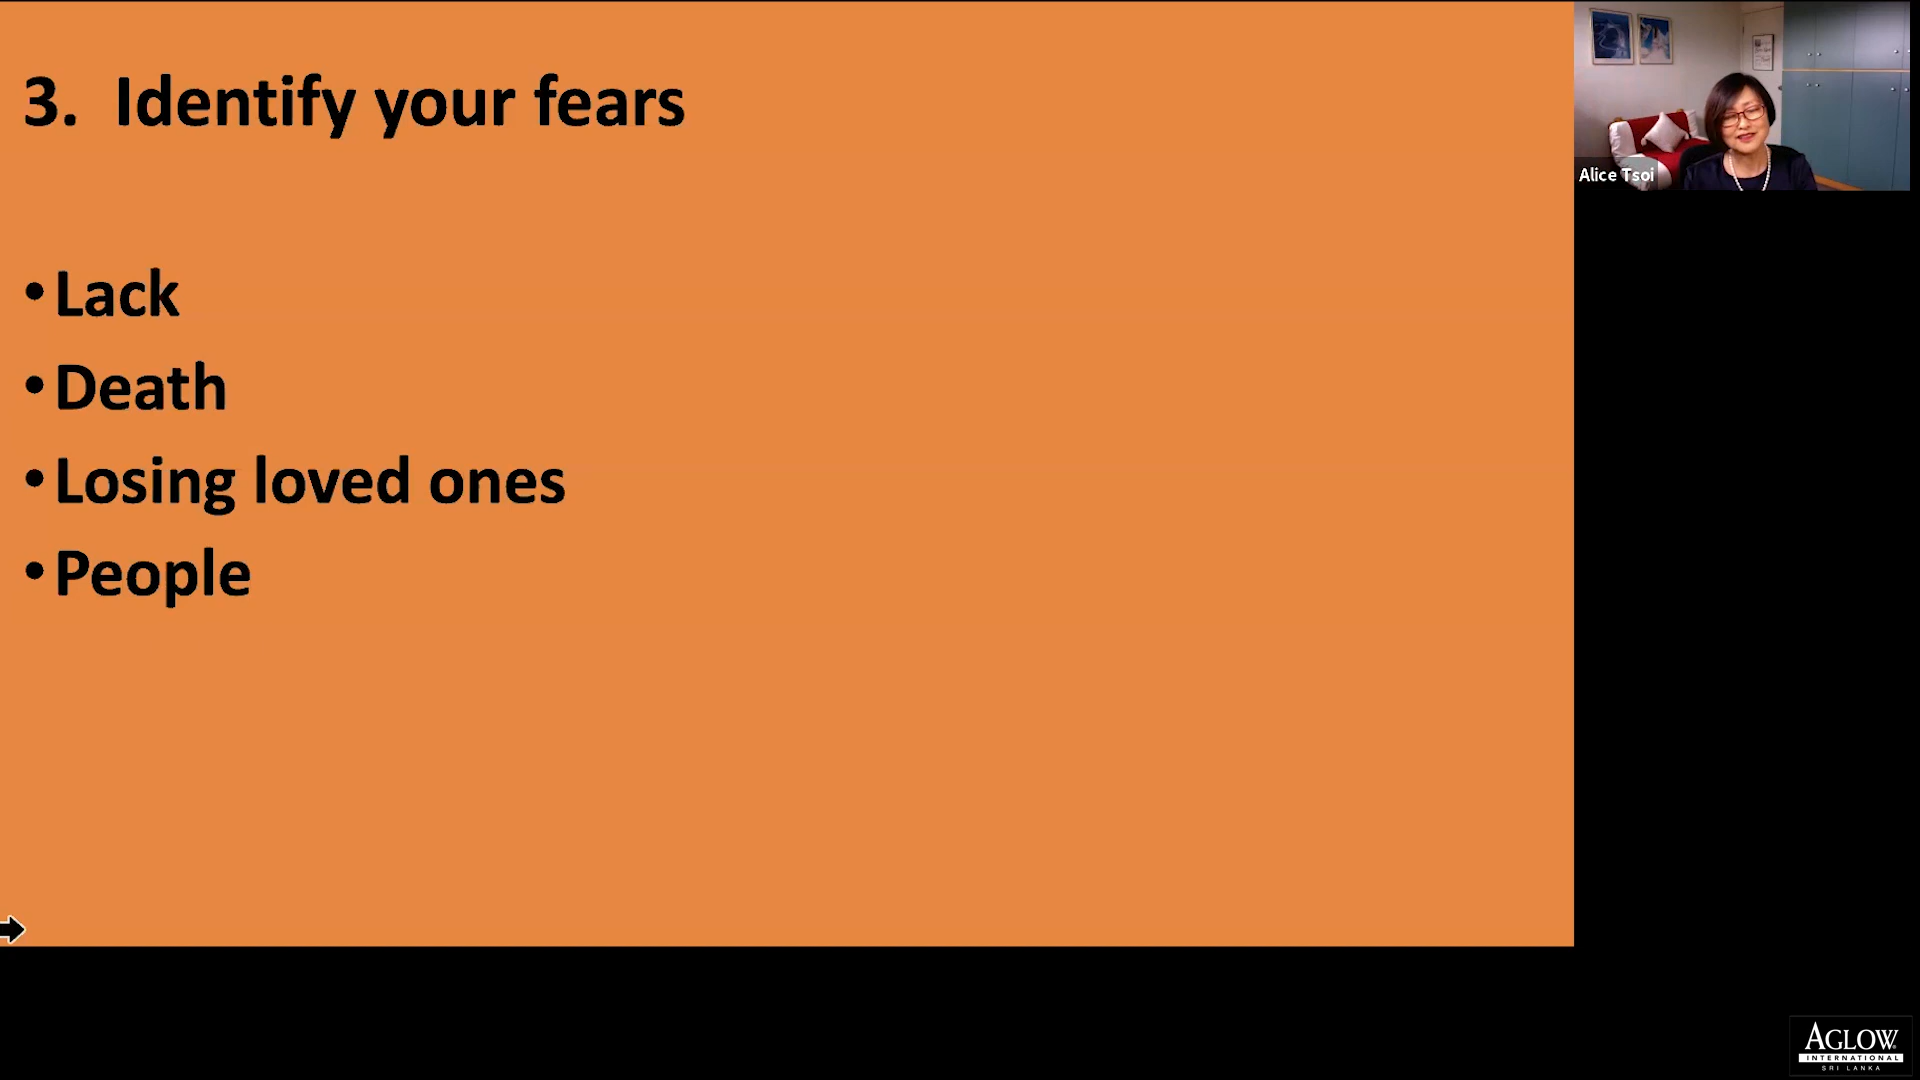 3. Identify your fears
• Lack
• Death
• Losing loved ones
• People
Alice Tsoi
AGLOW
INTERNATIONAL
SRI LANKA